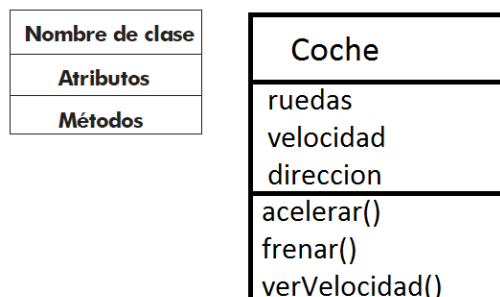 Nombre de clase
Atributos
Métodos
Coche
ruedas
velocidad
direccion
acelerar()
frenar()
verVelocidad()